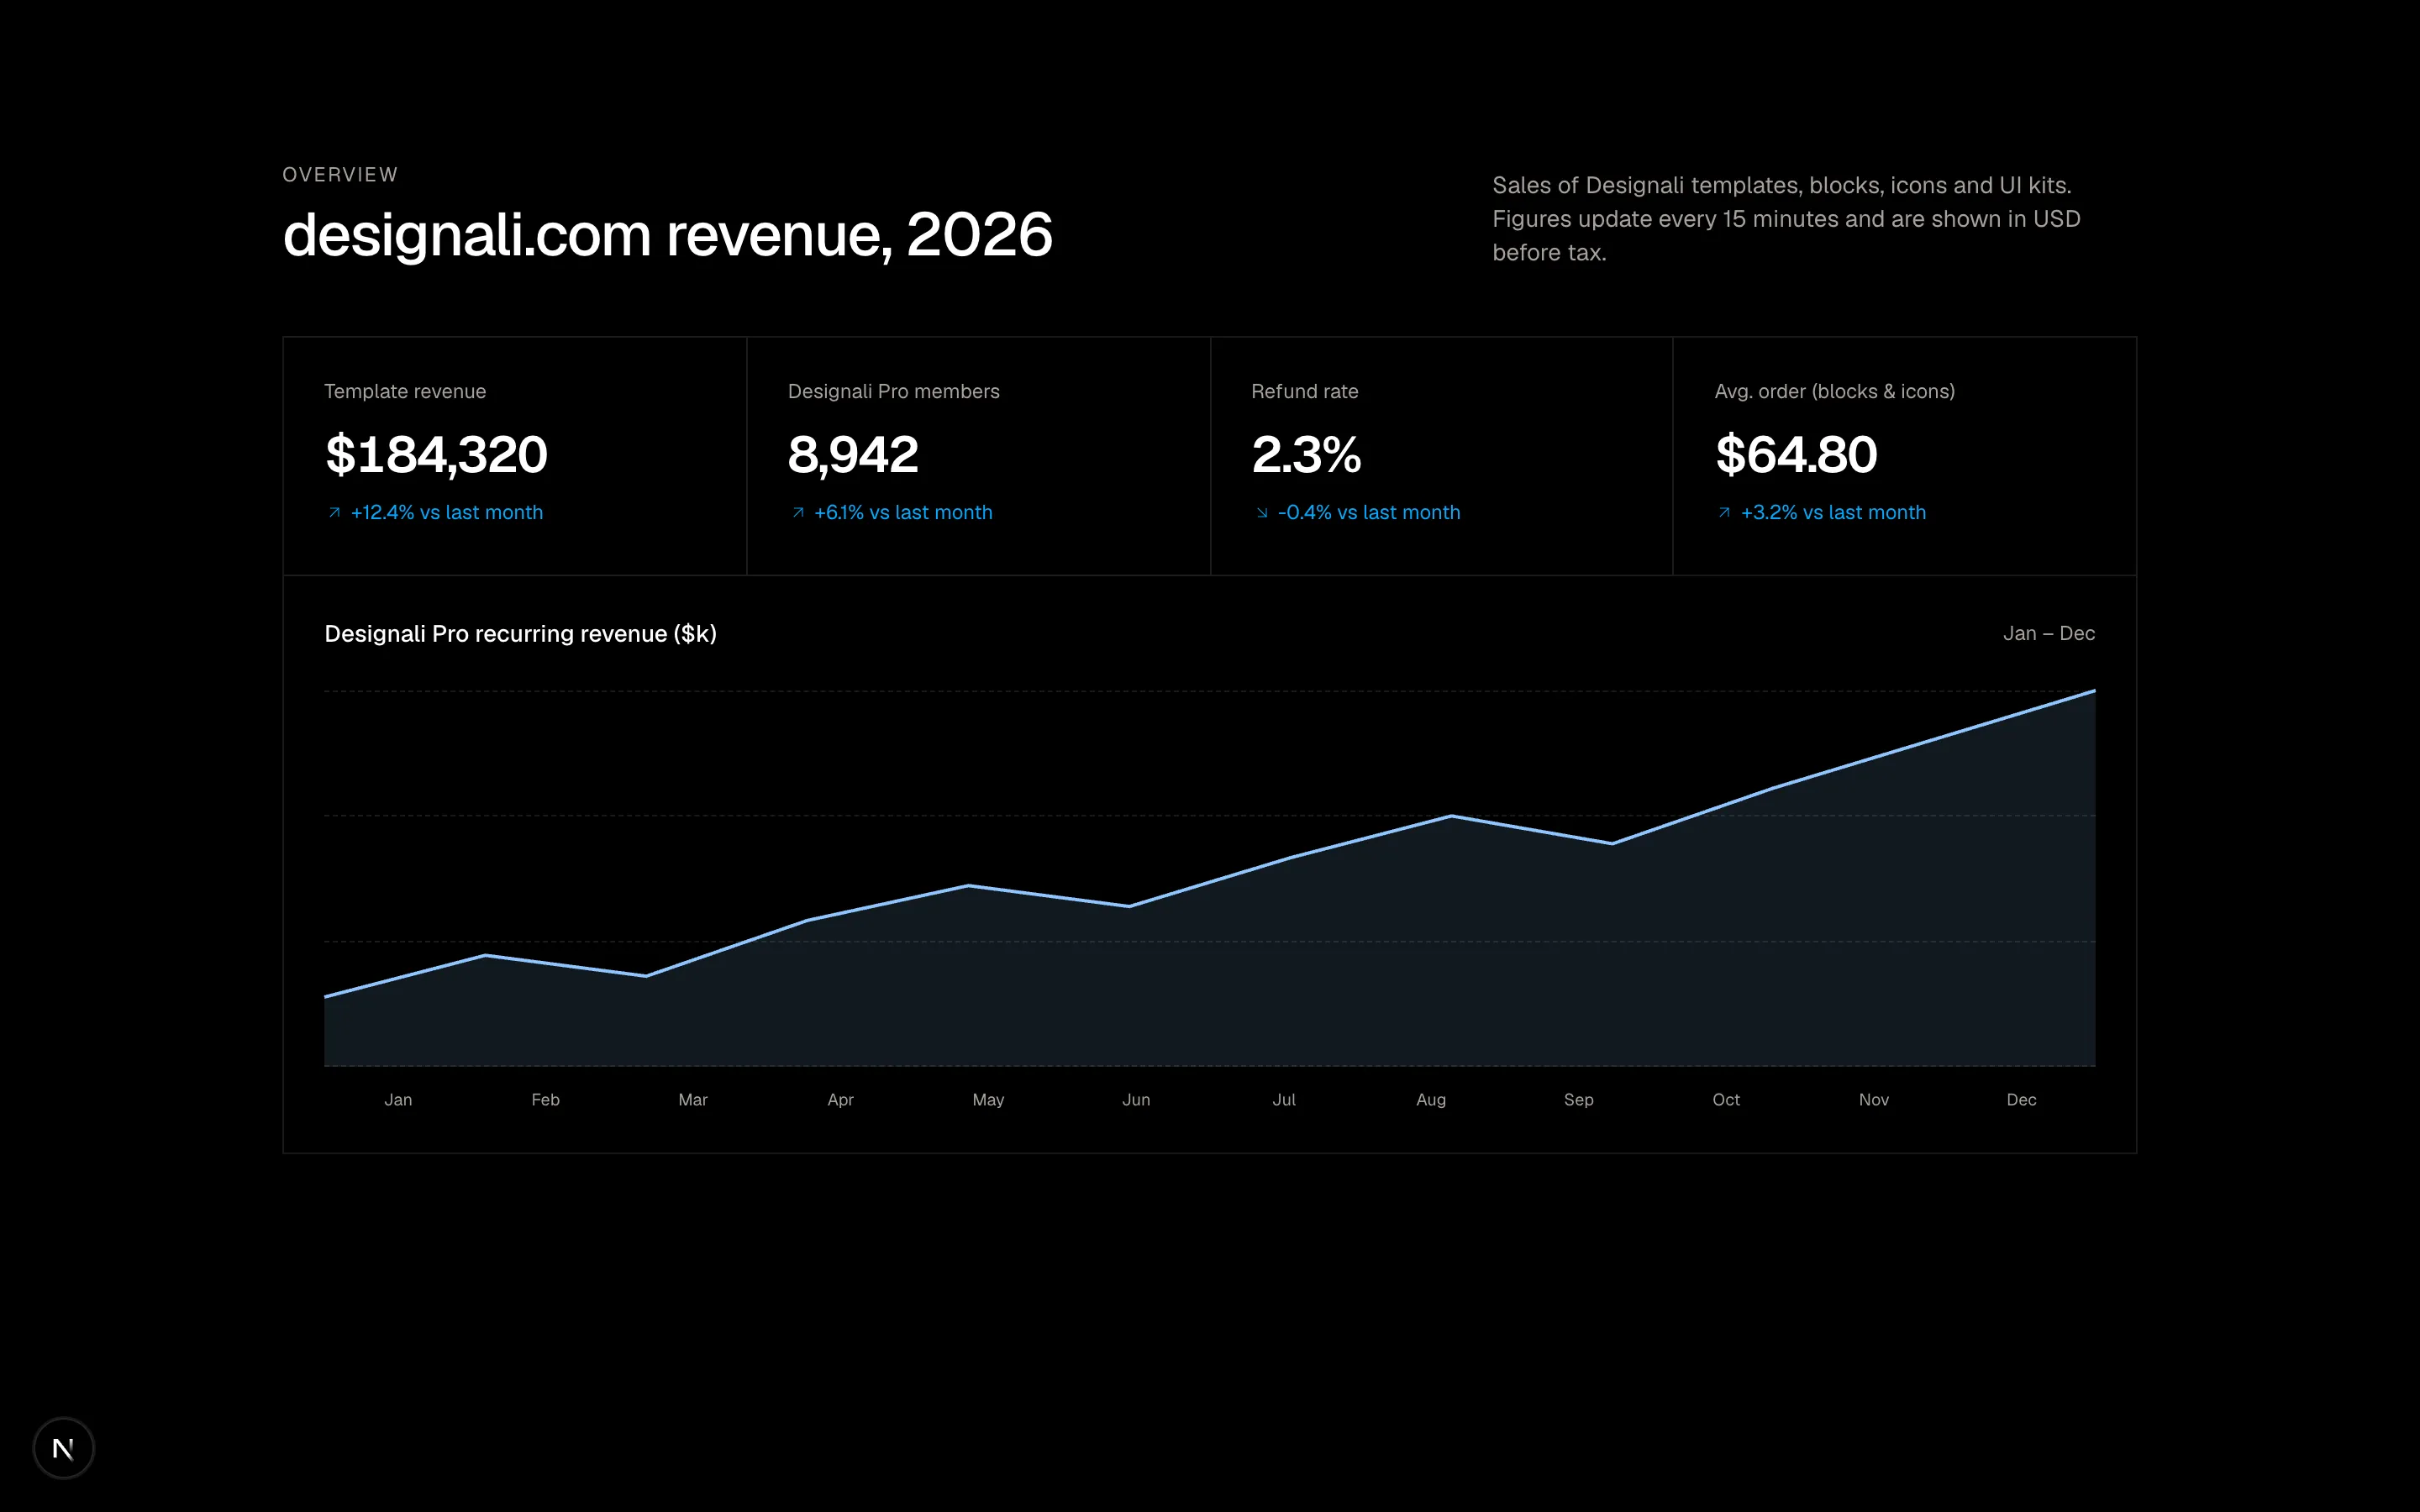 OVERVIEW
designali.com revenue, 2026
Sales of Designali templates, blocks, icons and UI kits.
Figures update every 15 minutes and are shown in USD
before tax.
Template revenue
$184,320
+12.4% vs last month
Designali Pro members
8,942
+6.1% vs last month
Refund rate
2.3%
-0.4% vs last month
Avg. order (blocks & icons)
$64.80
+3.2% vs last month
Designali Pro recurring revenue ($k)
Jan – Dec
Jan Feb Mar Apr May Jun Jul Aug Sep Oct Nov Dec
N